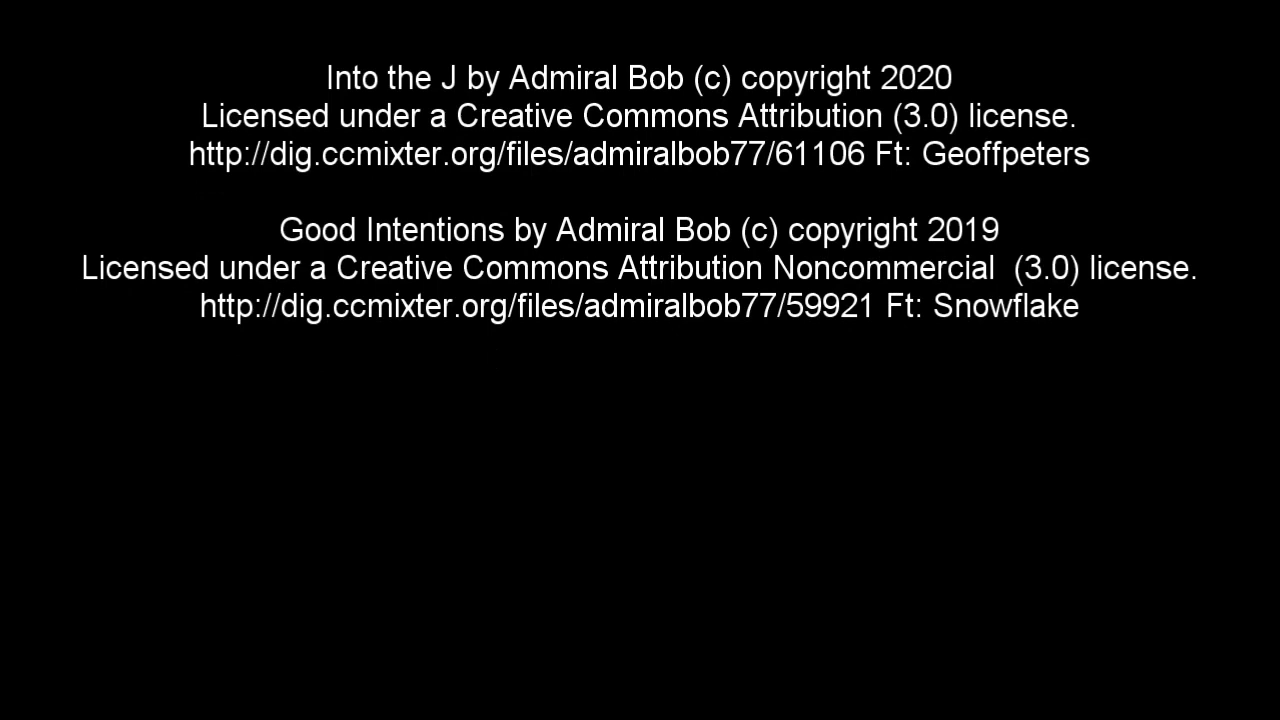 Into the J by Admiral Bob (c) copyright 2020
Licensed under a Creative Commons Attribution (3.0) license.
http://dig.ccmixter.org/files/admiralbob77/61106 Ft: Geoffpeters
Good Intentions by Admiral Bob (c) copyright 2019
Licensed under a Creative Commons Attribution Noncommercial  (3.0) license.
http://dig.ccmixter.org/files/admiralbob77/59921 Ft: Snowflake